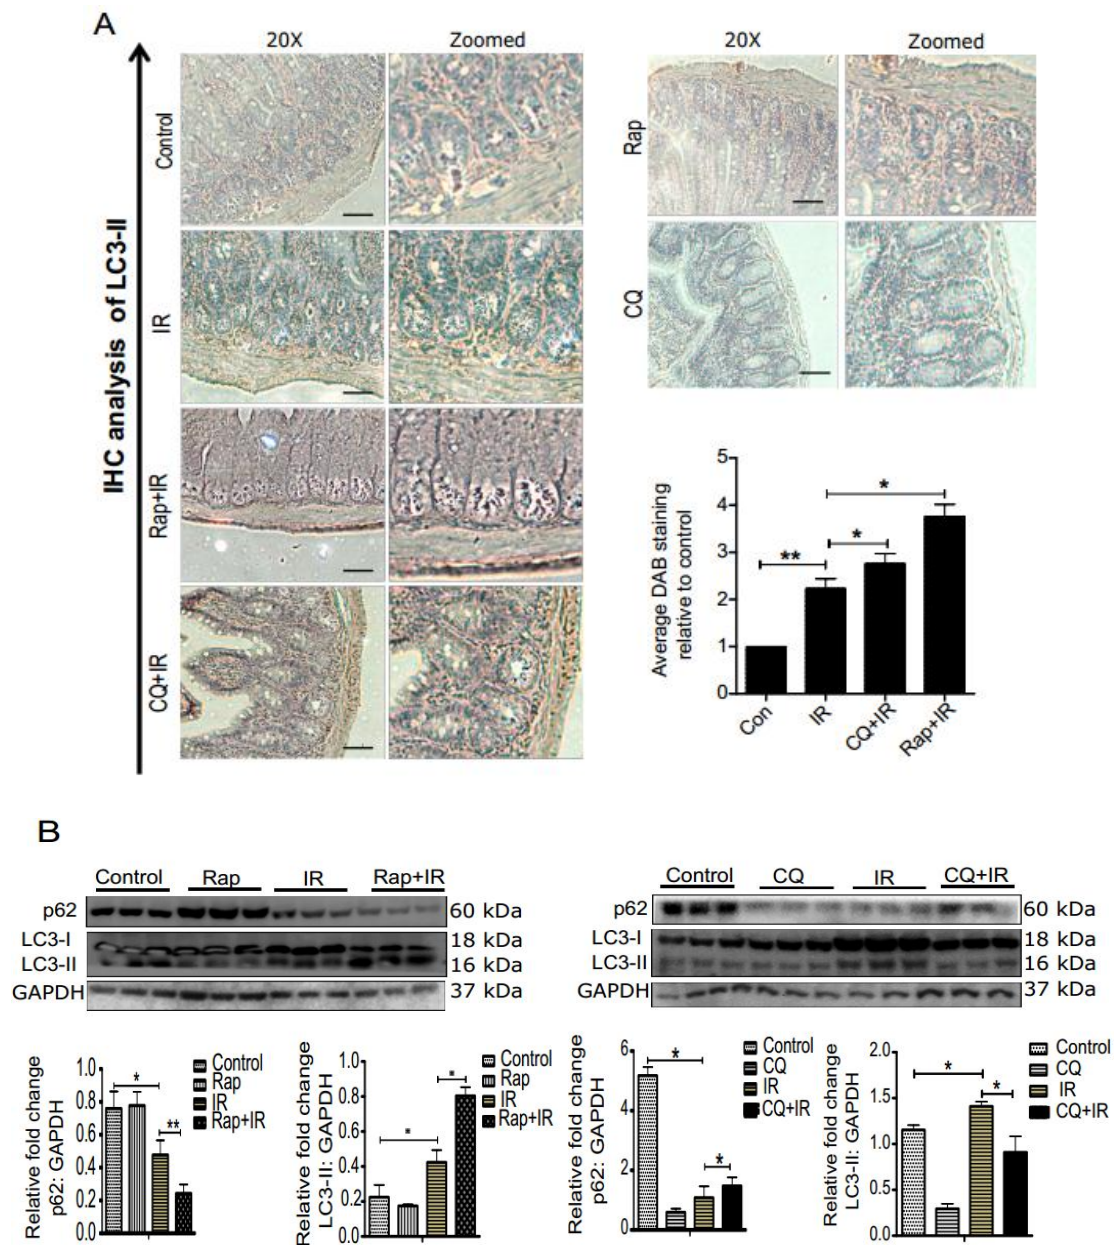 A
20X
Zoomed
20X
Zoomed
IHC analysis of LC3-II
Control
IR
Rap+IR
CQ+IR
Rap
CQ
Average DAB staining
relative to control
5
4
3
2
1
0
**
*
*
Con
IR
CQ+IR
Rap+IR
B
Control
Rap
IR
Rap+IR
p62
60 kDa
LC3-I
18 kDa
LC3-II
16 kDa
GAPDH
37 kDa
Control
CQ
IR
CQ+IR
p62
60 kDa
LC3-I
18 kDa
LC3-II
16 kDa
GAPDH
37 kDa
Relative fold change
p62: GAPDH
1.0
0.8
0.6
0.4
0.2
0.0
*
**
Control
Rap
IR
Rap+IR
Relative fold change
LC3-II: GAPDH
1.0
0.8
0.6
0.4
0.2
0.0
*
*
Control
Rap
IR
Rap+IR
Relative fold change
p62: GAPDH
6
4
2
0
*
*
Control
CQ
IR
CQ+IR
Relative fold change
LC3-II: GAPDH
2.0
1.5
1.0
0.5
0.0
*
*
Control
CQ
IR
CQ+IR